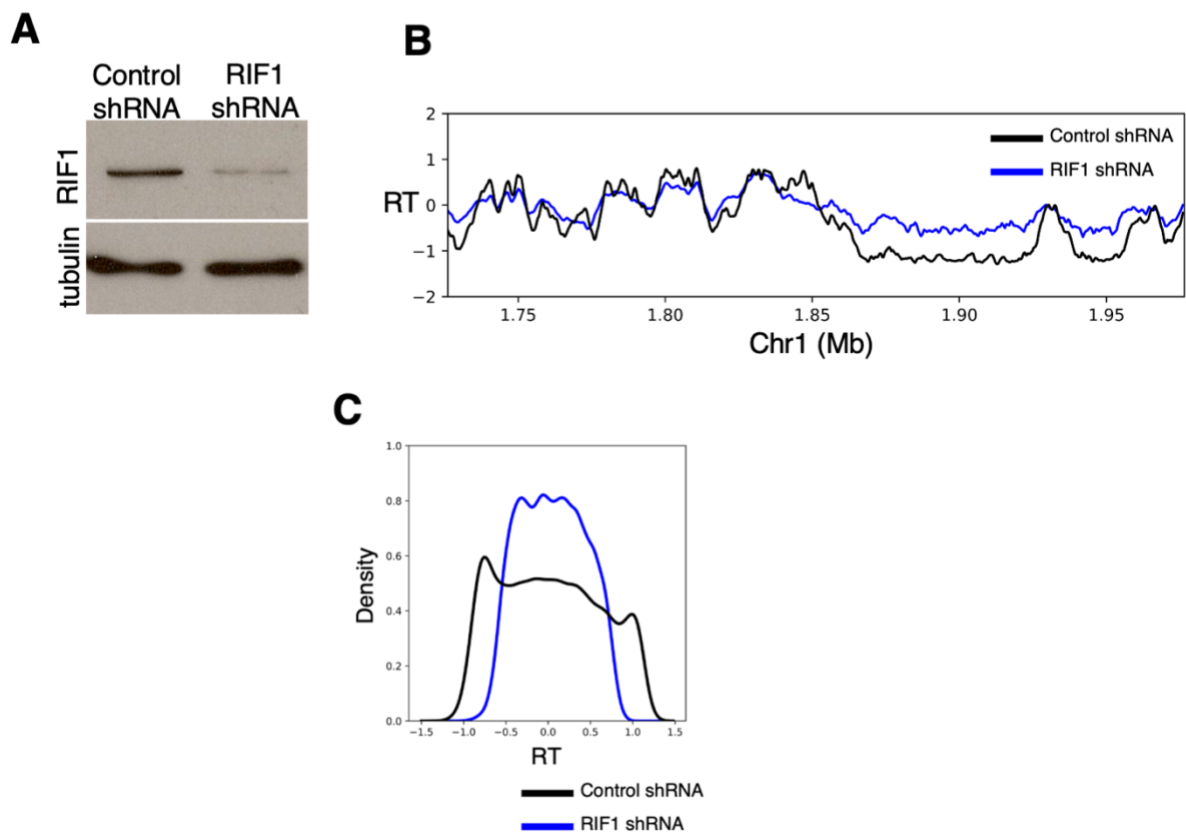 A
Control
shRNA
RIF1
shRNA
RIF1
tubulin
B
2
1
0
−1
−2
RT
Control shRNA
RIF1 shRNA
1.75 1.80 1.85 1.90 1.95
Chr1 (Mb)
C
1.0
0.8
0.6
0.4
0.2
0.0
Density
−1.5 −1.0 −0.5 0.0 0.5 1.0 1.5
RT
Control shRNA
RIF1 shRNA